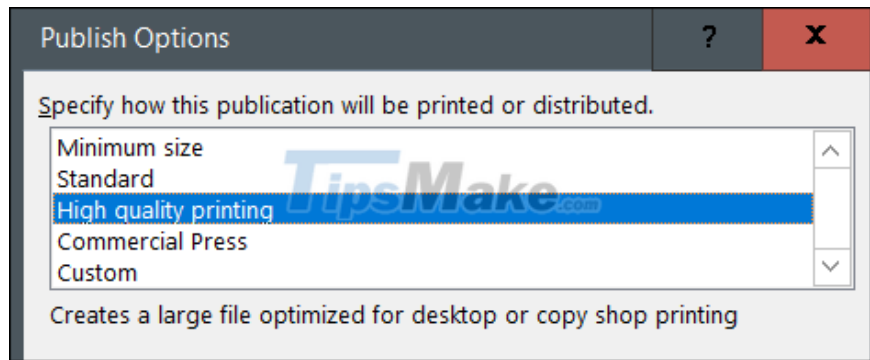 Publish Options
?
x
Specify how this publication will be printed or distributed.
Minimum size
Standard
High quality printing
TipsMake.com
Commercial Press
Custom
Creates a large file optimized for desktop or copy shop printing